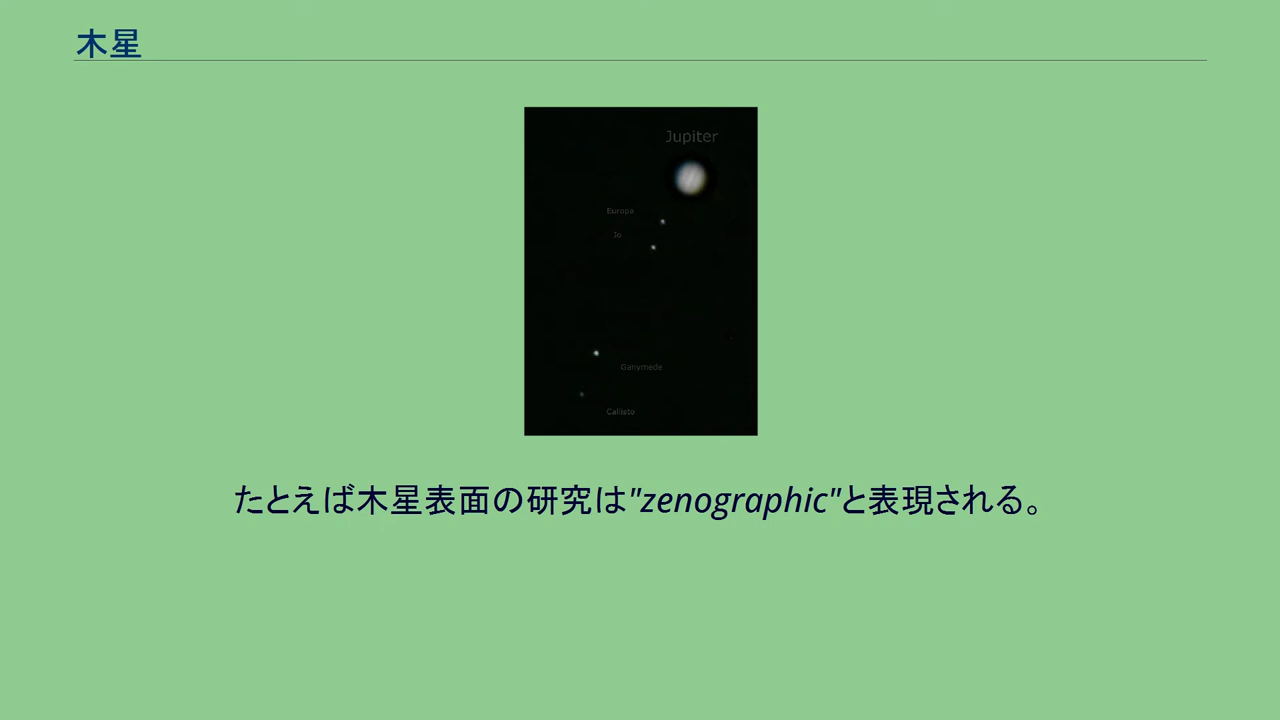 木星
Jupiter
Europa
Io
Ganymede
Callisto
たとえば木星表面の研究は"zenographic"と表現される。